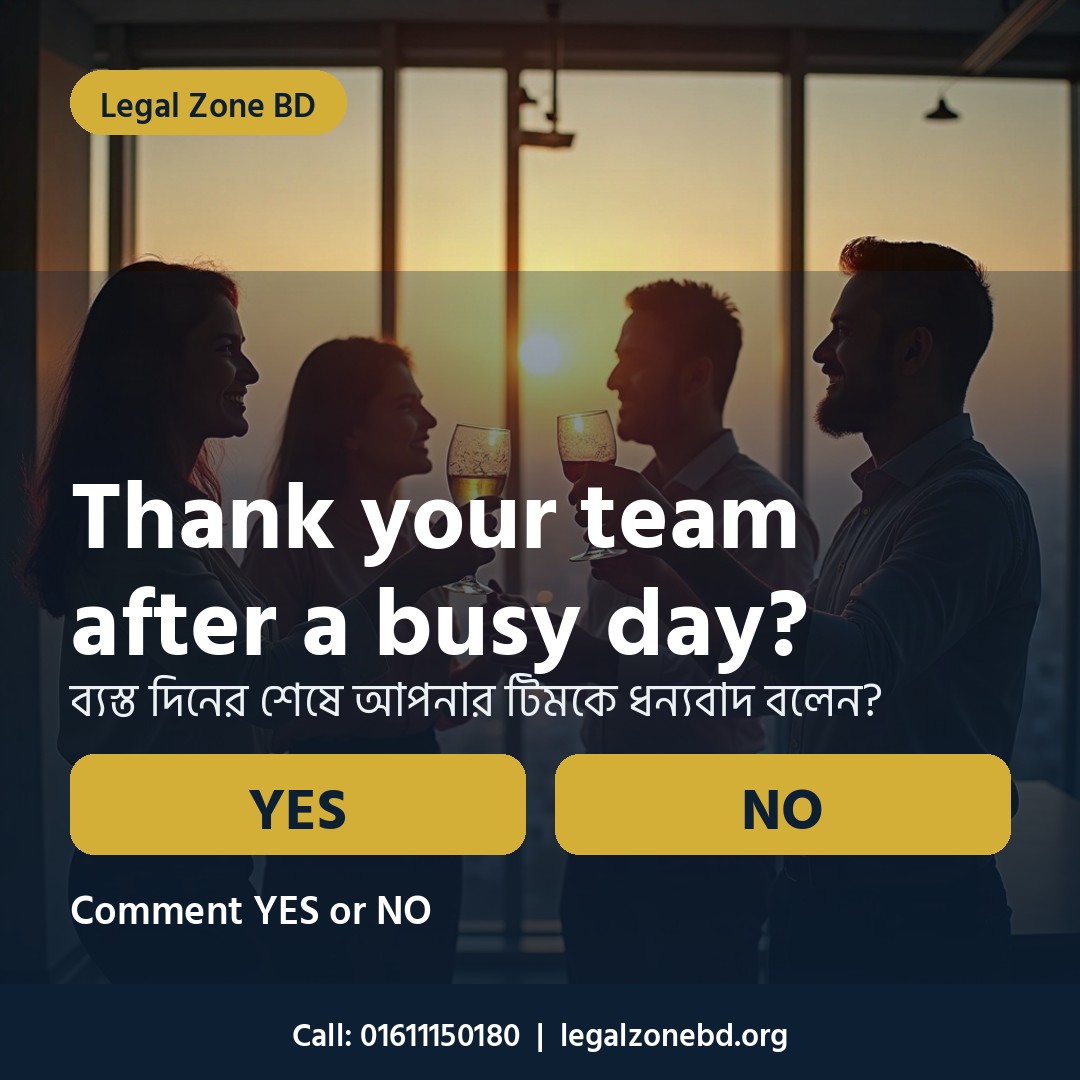 Legal Zone BD
Thank your team
after a busy day?
ব্যস্ত দিনের শেষে আপনার টিমকে ধন্যবাদ বলেন?
YES
NO
Comment YES or NO
Call: 01611150180 | legalzonebd.org